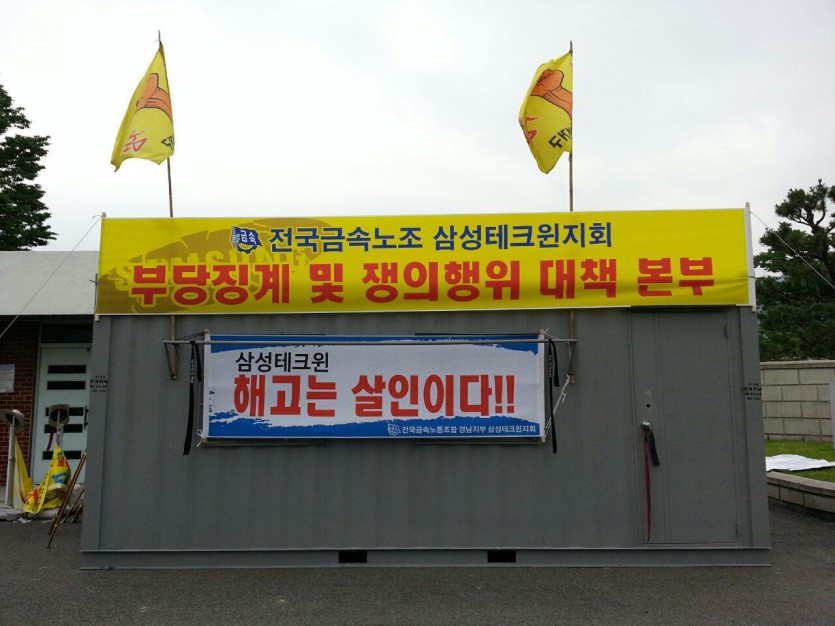 금속 전국금속노조 삼성테크윈지회
부당징계 및 쟁의행위 대책 본부
삼성테크윈
해고는 살인이다!!
전국금속노동조합 경남지부 삼성테크윈지회